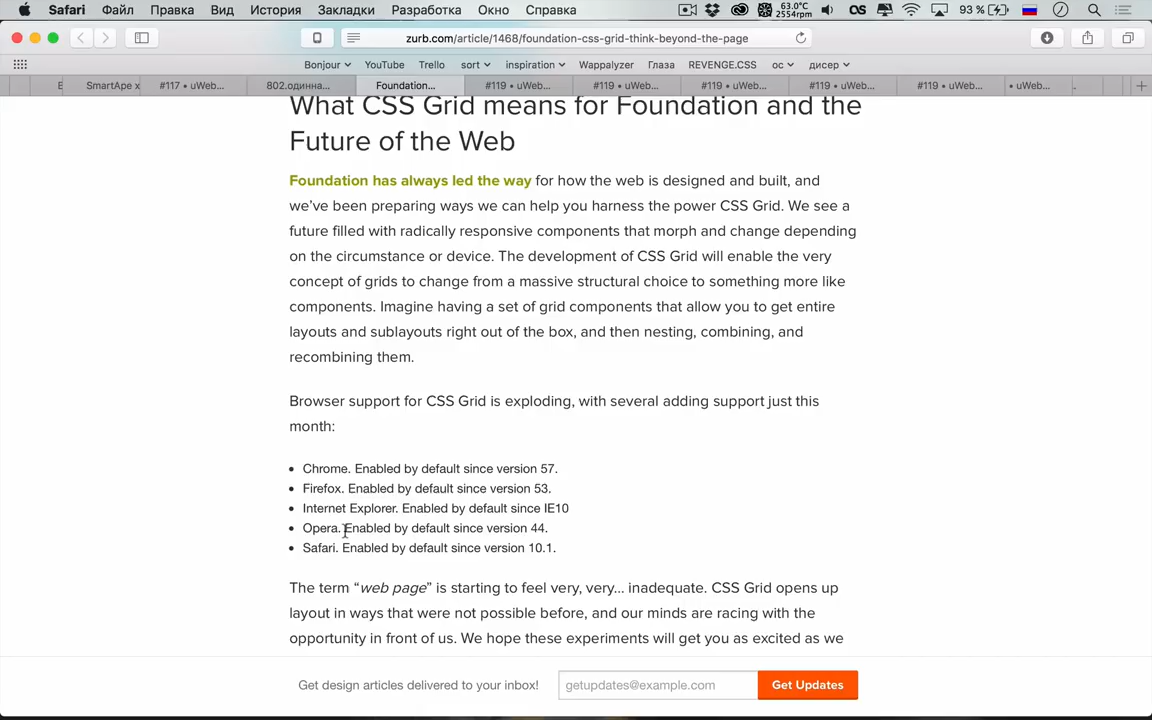 Safari Файл Правка Вид История Закладки Разработка Окно Справка 63.0°C 2554rpm 93 %
zurb.com/article/1468/foundation-css-grid-think-beyond-the-page
Bonjour YouTube Trello sort inspiration Wappalyzer Глаза REVENGE.CSS ос дисер
SmartApe x #117 • uWeb... 802.одинна... Foundation... #119 • uWeb... #119 • uWeb... #119 • uWeb... #119 • uWeb... #119 • uWeb... • uWeb...
What CSS Grid means for Foundation and the
Future of the Web
Foundation has always led the way for how the web is designed and built, and
we've been preparing ways we can help you harness the power CSS Grid. We see a
future filled with radically responsive components that morph and change depending
on the circumstance or device. The development of CSS Grid will enable the very
concept of grids to change from a massive structural choice to something more like
components. Imagine having a set of grid components that allow you to get entire
layouts and sublayouts right out of the box, and then nesting, combining, and
recombining them.
Browser support for CSS Grid is exploding, with several adding support just this
month:
• Chrome. Enabled by default since version 57.
• Firefox. Enabled by default since version 53.
• Internet Explorer. Enabled by default since IE10
• Opera. Enabled by default since version 44.
• Safari. Enabled by default since version 10.1.
The term “web page” is starting to feel very, very... inadequate. CSS Grid opens up
layout in ways that were not possible before, and our minds are racing with the
opportunity in front of us. We hope these experiments will get you as excited as we
Get design articles delivered to your inbox! getupdates@example.com Get Updates